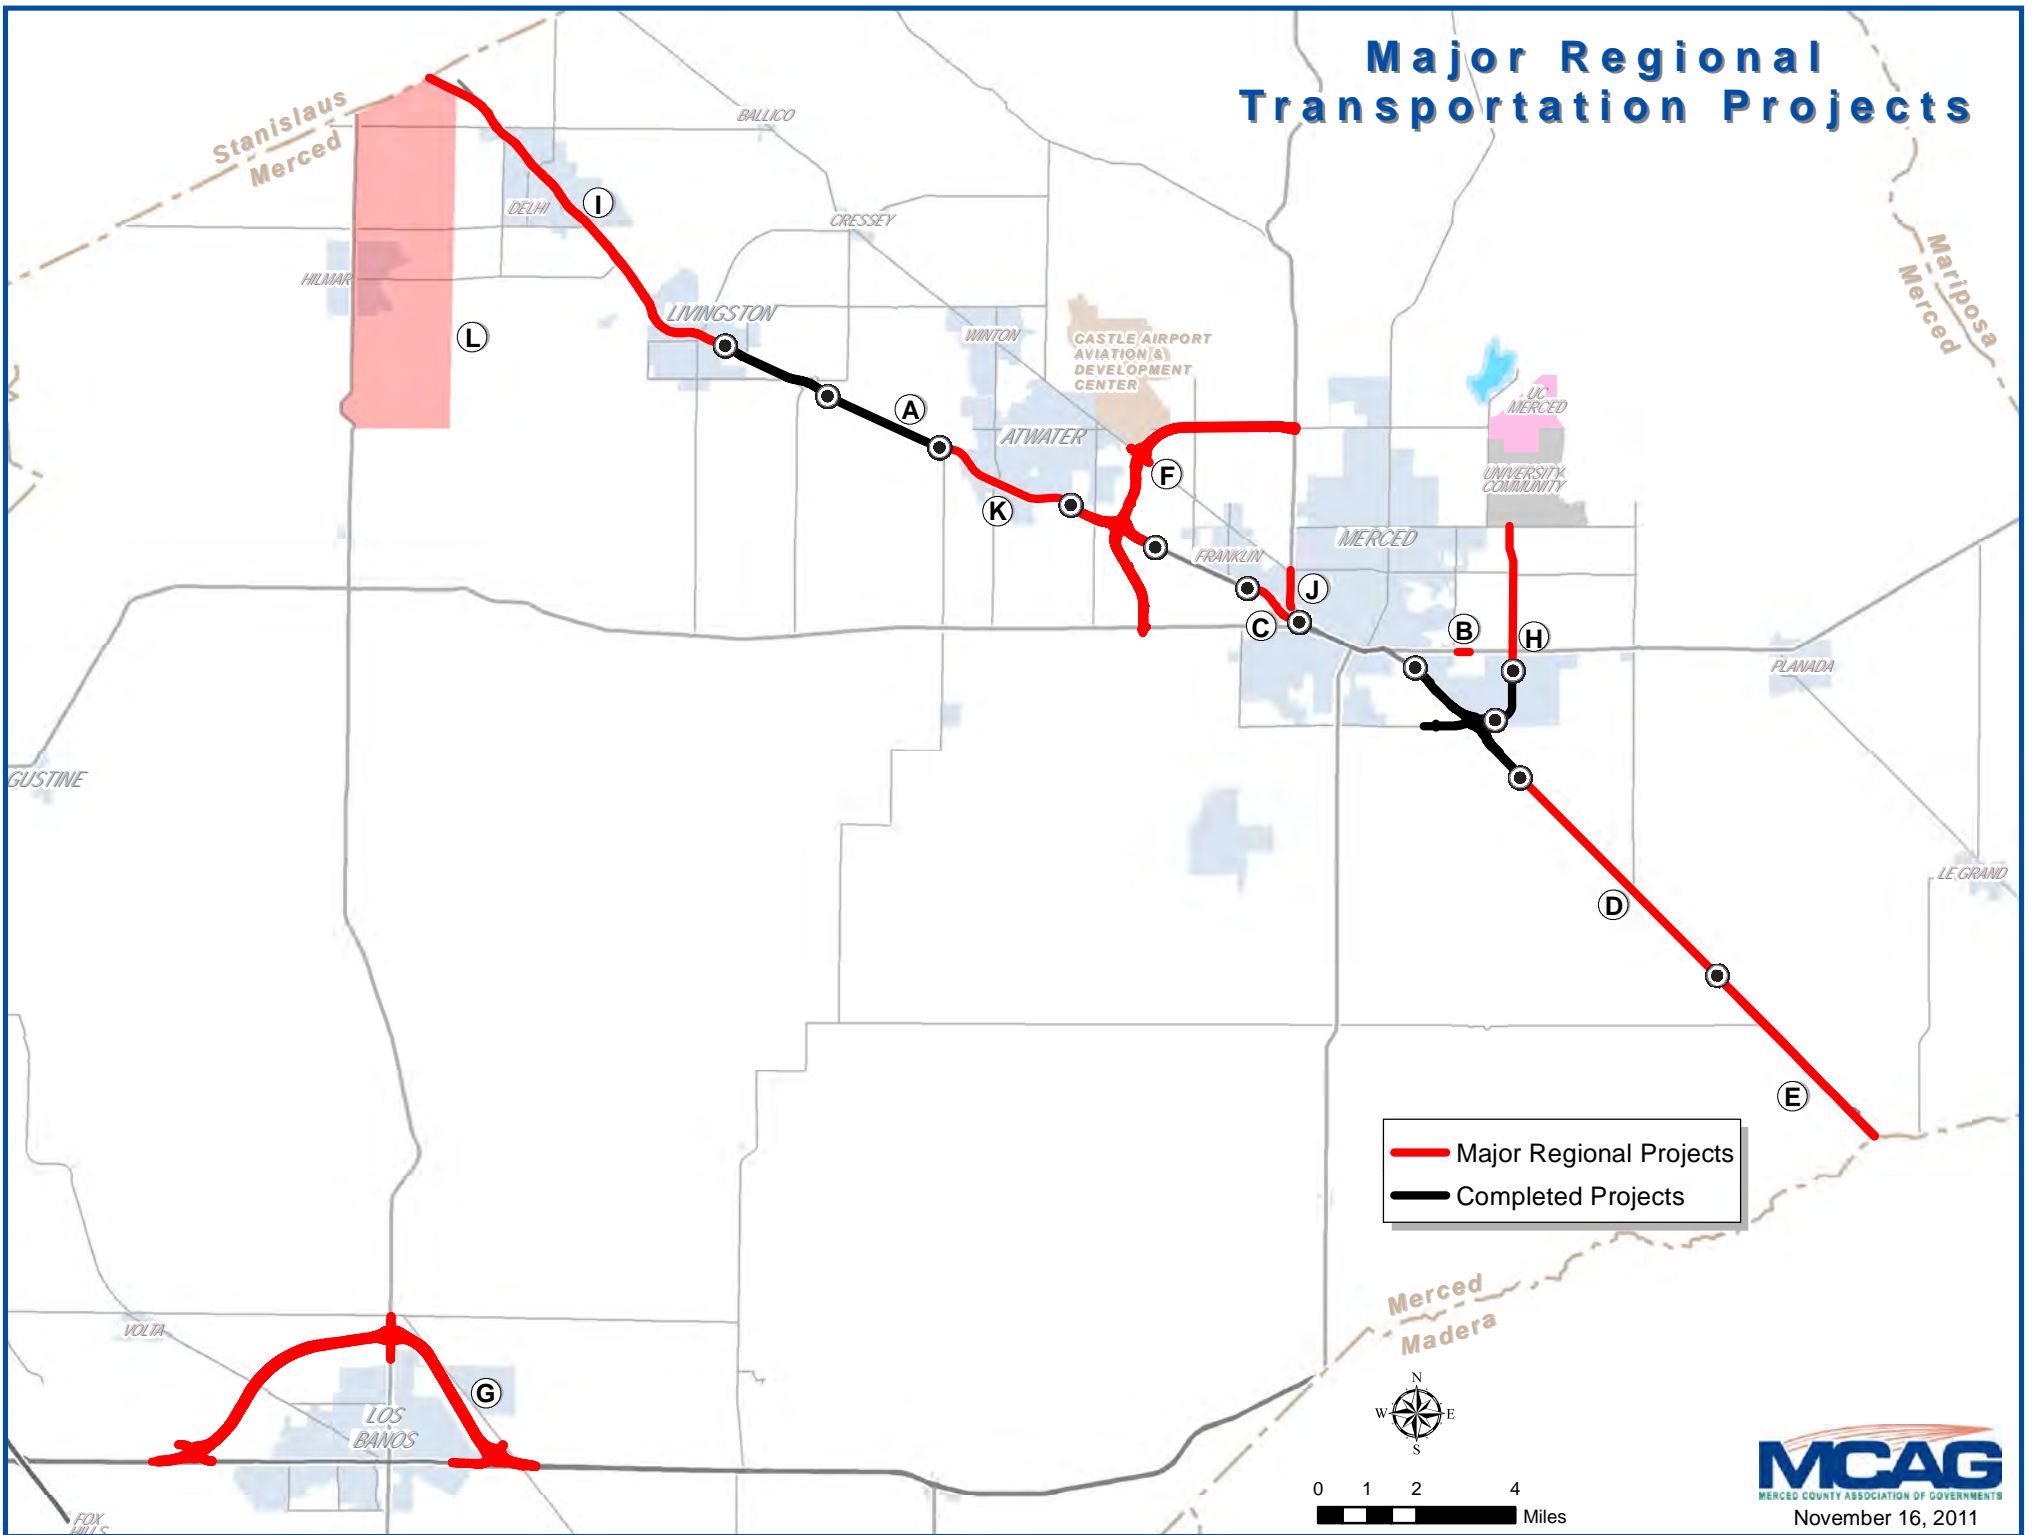 Major Regional
Transportation Projects
Stanislaus
Merced
BALLICO
DELHI
I
CRESSEY
Mariposa
Merced
HILMAR
LIVINGSTON
L
WINTON
CASTLE AIRPORT
AVIATION &
DEVELOPMENT
CENTER
UC
MERCED
A
ATWATER
F
UNIVERSITY
COMMUNITY
K
MERCED
FRANKLIN
J
C
B
H
PLANADA
GUSTINE
LE GRAND
D
E
Major Regional Projects
Completed Projects
Merced
Madera
VOLTA
G
LOS
BANOS
N
W
E
S
0 1 2 4
Miles
FOX
HILLS
MCAG
MERCED COUNTY ASSOCIATION OF GOVERNMENTS
November 16, 2011